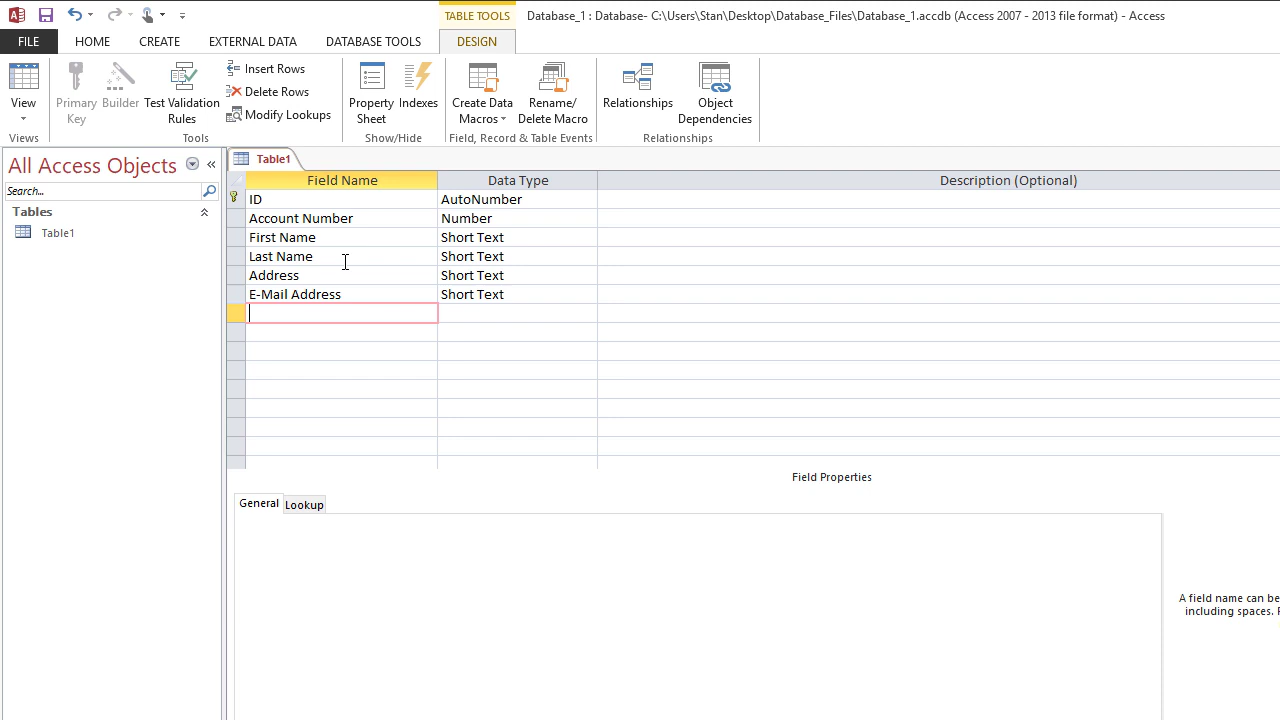 TABLE TOOLS
Database_1 : Database- C:\Users\Stan\Desktop\Database_Files\Database_1.accdb (Access 2007 - 2013 file format) - Access
FILE HOME CREATE EXTERNAL DATA DATABASE TOOLS DESIGN
View
Primary Key
Builder
Test Validation Rules
Insert Rows
Delete Rows
Modify Lookups
Property Sheet
Indexes
Create Data Macros
Rename/ Delete Macro
Relationships
Object Dependencies
Views Tools Show/Hide Field, Record & Table Events Relationships
All Access Objects
Search...
Tables
Table1
Table1
Field Name Data Type Description (Optional)
ID AutoNumber
Account Number Number
First Name Short Text
Last Name Short Text
Address Short Text
E-Mail Address Short Text
Field Properties
General Lookup
A field name can be
including spaces.